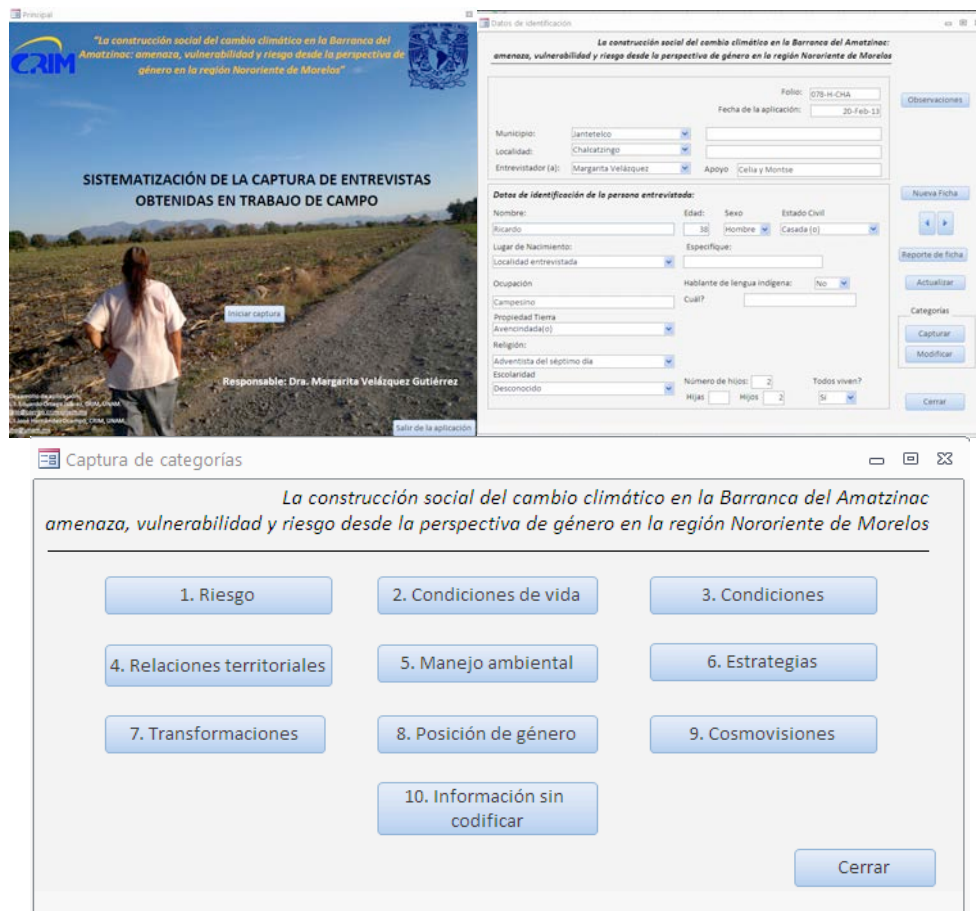 Principal
"La construcción social del cambio climático en la Barranca del
Amatzinac: amenaza, vulnerabilidad y riesgo desde la perspectiva de
género en la región Nororiente de Morelos"
CRIM
SISTEMATIZACIÓN DE LA CAPTURA DE ENTREVISTAS
OBTENIDAS EN TRABAJO DE CAMPO
Iniciar captura
Responsable: Dra. Margarita Velázquez Gutiérrez
Salir de la aplicación
Datos de identificación
La construcción social del cambio climático en la Barranca del Amatzinac:
amenaza, vulnerabilidad y riesgo desde la perspectiva de género en la región Nororiente de Morelos
Folio: 078-H-CHA
Fecha de la aplicación: 20-Feb-13
Observaciones
Municipio: Jantetelco
Localidad: Chalcatzingo
Entrevistador (a): Margarita Velázquez Apoyo Celia y Montse
Datos de identificación de la persona entrevistada:
Nueva Ficha
Nombre: Edad: Sexo Estado Civil
Ricardo 38 Hombre Casada (o)
Lugar de Nacimiento: Especifique:
Localidad entrevistada
Reporte de ficha
Ocupación Hablante de lengua indígena: No
Actualizar
Campesino Cuál?
Propiedad Tierra
Avencindada(o)
Categorías
Capturar
Modificar
Religión:
Adventista del séptimo día
Escolaridad
Desconocido
Número de hijos: 2 Todos viven?
Hijas Hijos 2 Sí
Cerrar
Captura de categorías
La construcción social del cambio climático en la Barranca del Amatzinac
amenaza, vulnerabilidad y riesgo desde la perspectiva de género en la región Nororiente de Morelos
1. Riesgo
2. Condiciones de vida
3. Condiciones
4. Relaciones territoriales
5. Manejo ambiental
6. Estrategias
7. Transformaciones
8. Posición de género
9. Cosmovisiones
10. Información sin
codificar
Cerrar